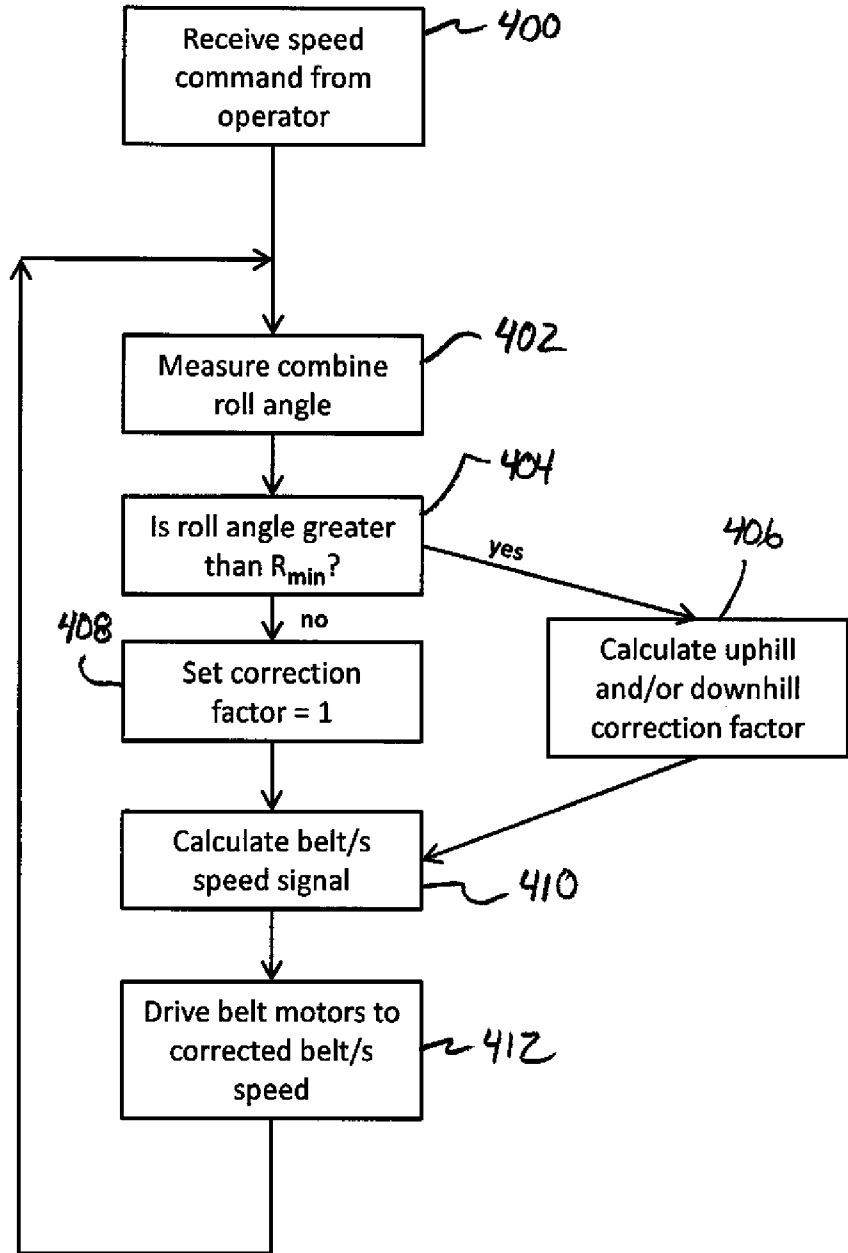 Receive speed
command from
operator
400
Measure combine
roll angle
402
Is roll angle greater
than Rmin?
404
yes
no
406
408
Set correction
factor = 1
Calculate uphill
and/or downhill
correction factor
Calculate belt/s
speed signal
410
Drive belt motors to
corrected belt/s
speed
412